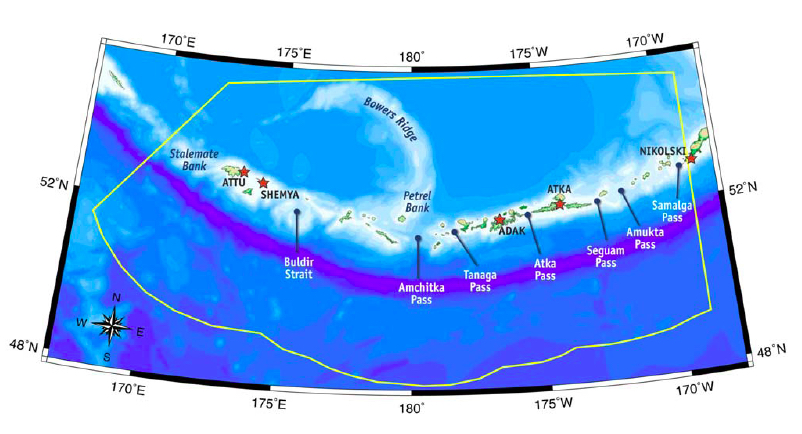 170˚E
175˚E
180˚
175˚W
170˚W
Bowers Ridge
Stalemate
Bank
ATTU
SHEMYA
Petrel
Bank
ATKA
ADAK
NIKOLSKI
52˚N
52˚N
Samalga
Pass
Amukta
Pass
Seguam
Pass
Atka
Pass
Tanaga
Pass
Amchitka
Pass
Buldir
Strait
N
W
E
S
48˚N
48˚N
170˚E
175˚E
180˚
175˚W
170˚W